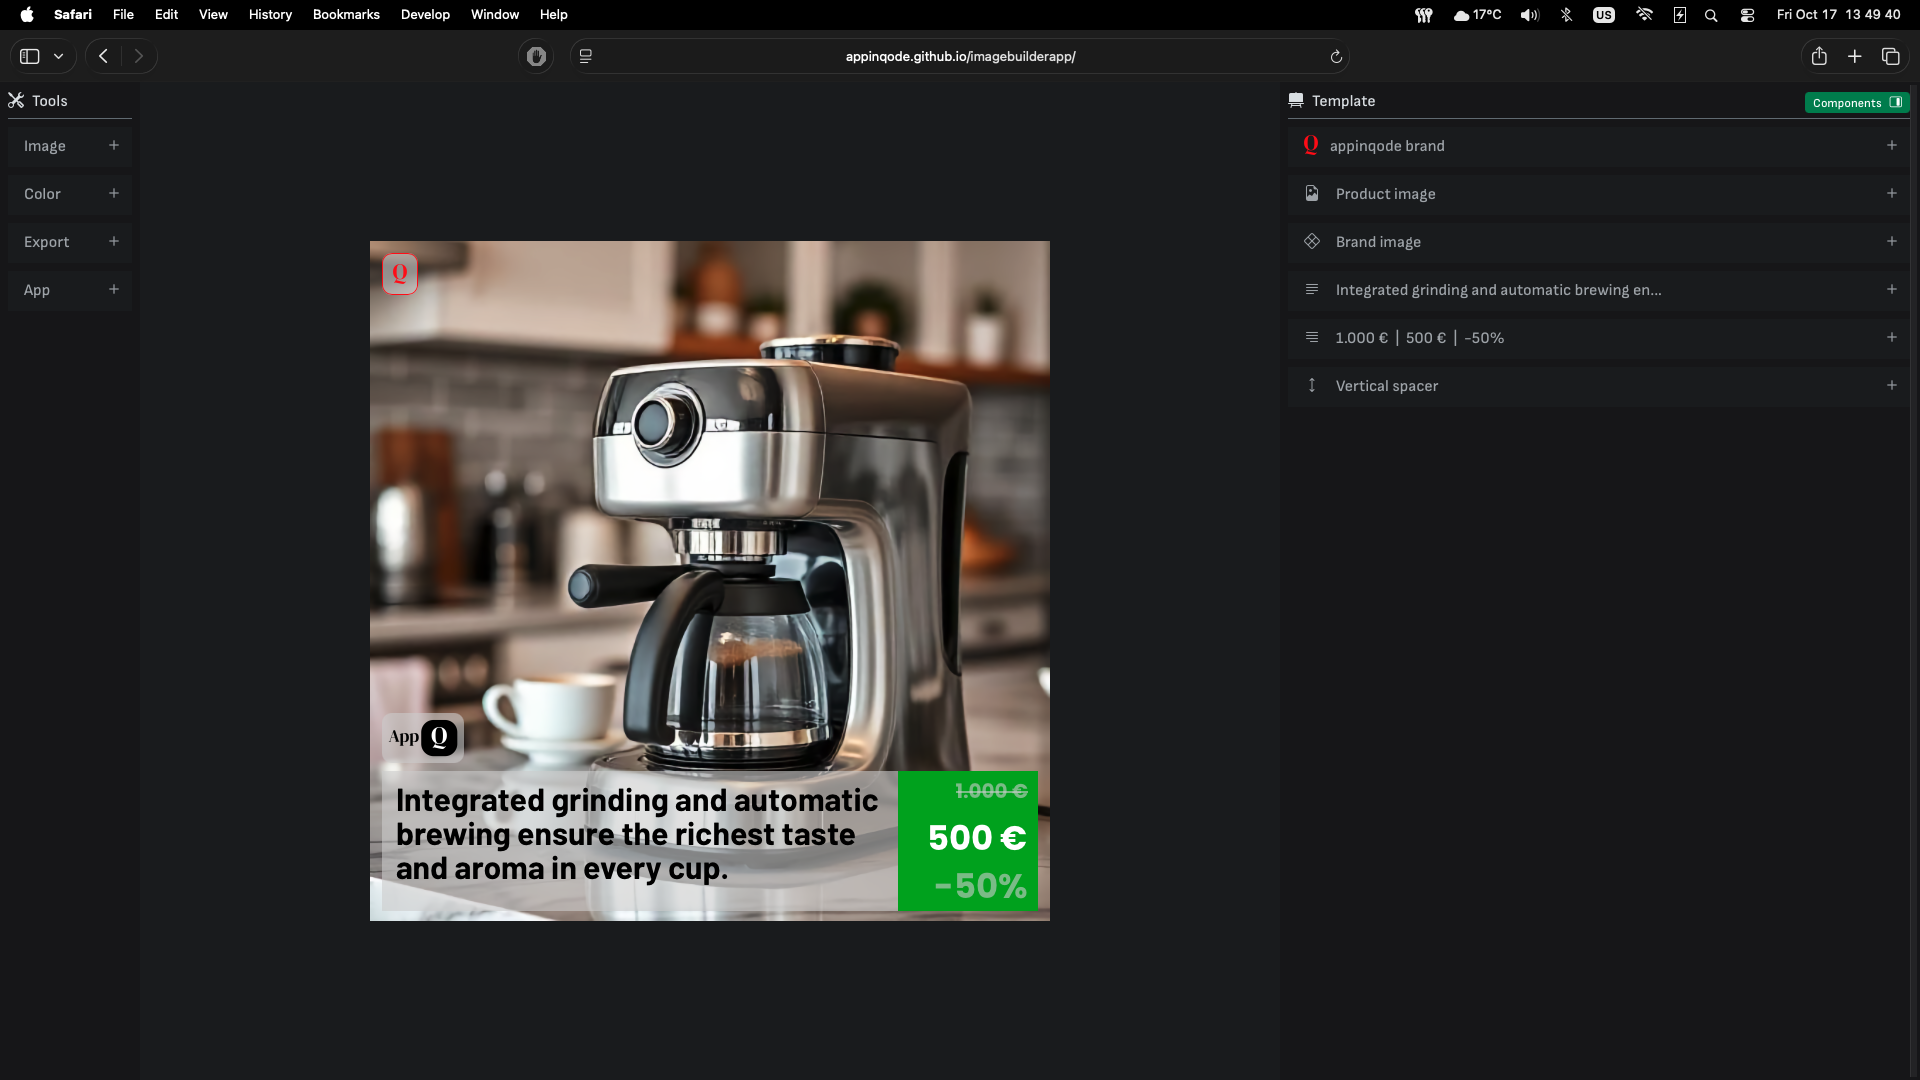 Safari File Edit View History Bookmarks Develop Window Help 17°C US Fri Oct 17 13 49 40
appinqode.github.io/imagebuilderapp/
Tools
Image +
Color +
Export +
App +
Q
App Q
Integrated grinding and automatic
brewing ensure the richest taste
and aroma in every cup.
1.000 €
500 €
-50%
Template Components
Q appinqode brand +
Product image +
Brand image +
Integrated grinding and automatic brewing en... +
1.000 € | 500 € | -50% +
Vertical spacer +